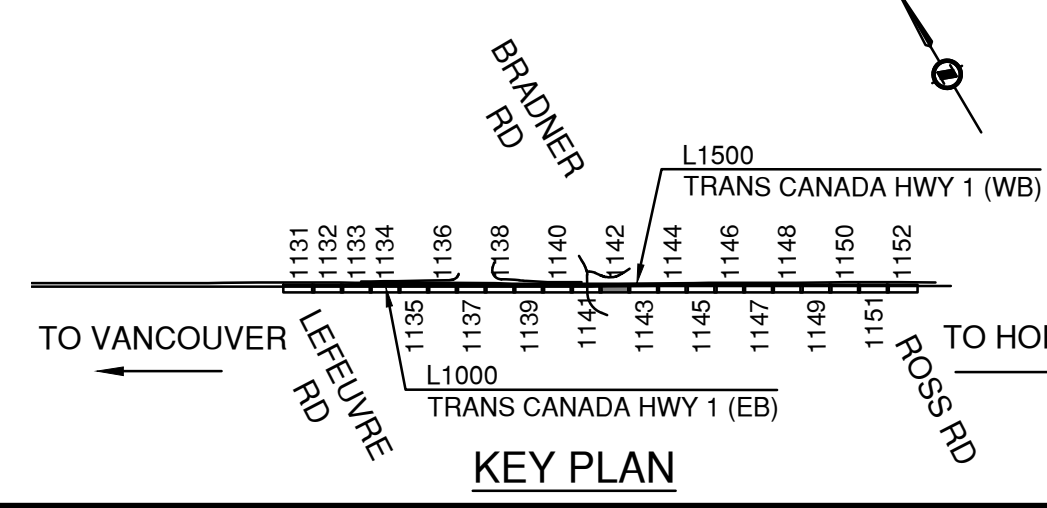 BRADNER
RD
L1500
TRANS CANADA HWY 1 (WB)
1131
1132
1133
1134
1136
1138
1140
1142
1144
1146
1148
1150
1152
1135
1137
1139
1141
1143
1145
1147
1149
1151
TO VANCOUVER
LEFEUVRE
RD
L1000
TRANS CANADA HWY 1 (EB)
ROSS RD
TO
KEY PLAN